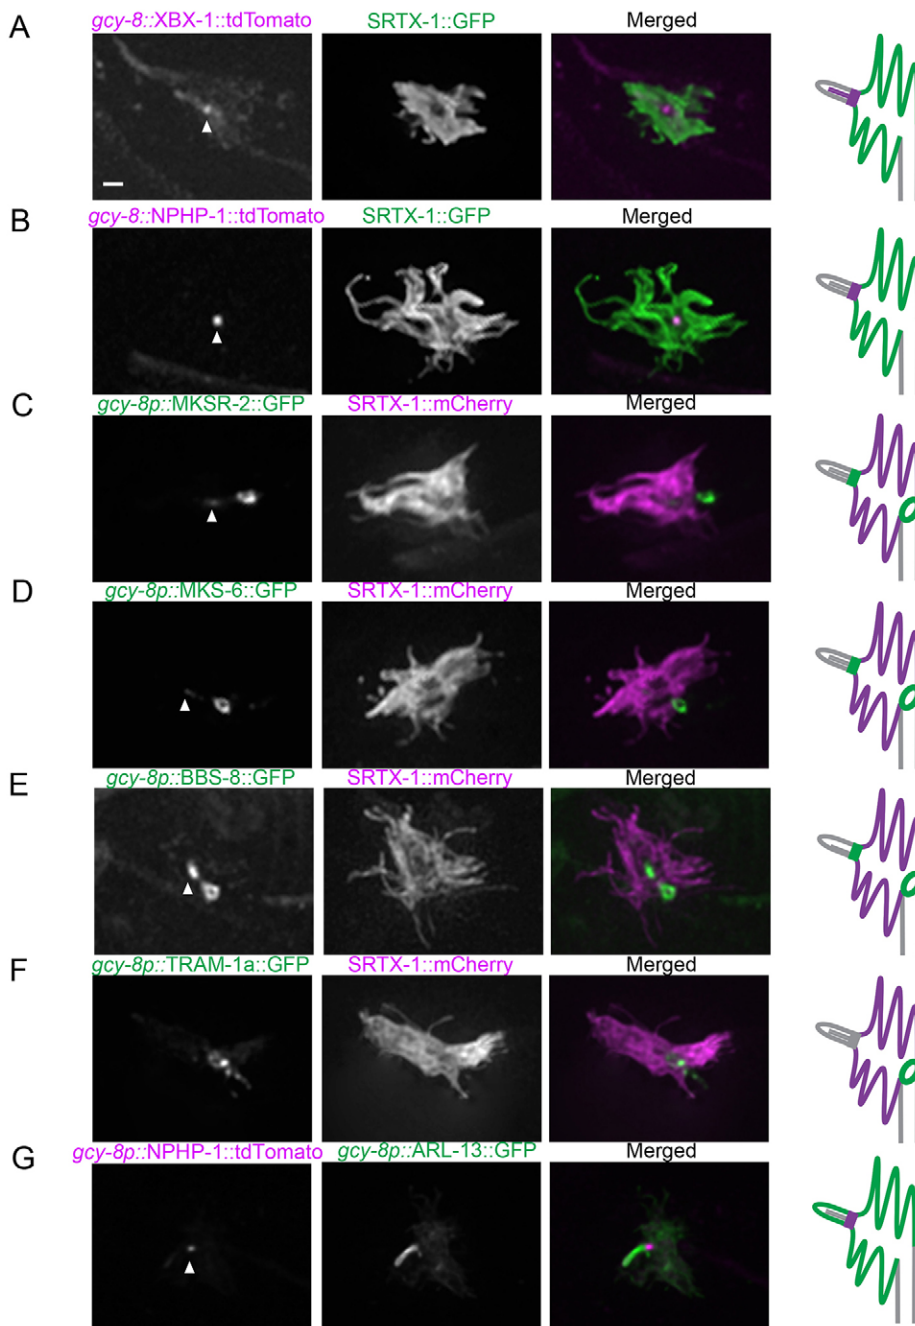 A
gcy-8::XBX-1::tdTomato SRTX-1::GFP Merged
B
gcy-8::NPHP-1::tdTomato SRTX-1::GFP Merged
C
gcy-8p::MKSR-2::GFP SRTX-1::mCherry Merged
D
gcy-8p::MKS-6::GFP SRTX-1::mCherry Merged
E
gcy-8p::BBS-8::GFP SRTX-1::mCherry Merged
F
gcy-8p::TRAM-1a::GFP SRTX-1::mCherry Merged
G
gcy-8p::NPHP-1::tdTomato gcy-8p::ARL-13::GFP Merged